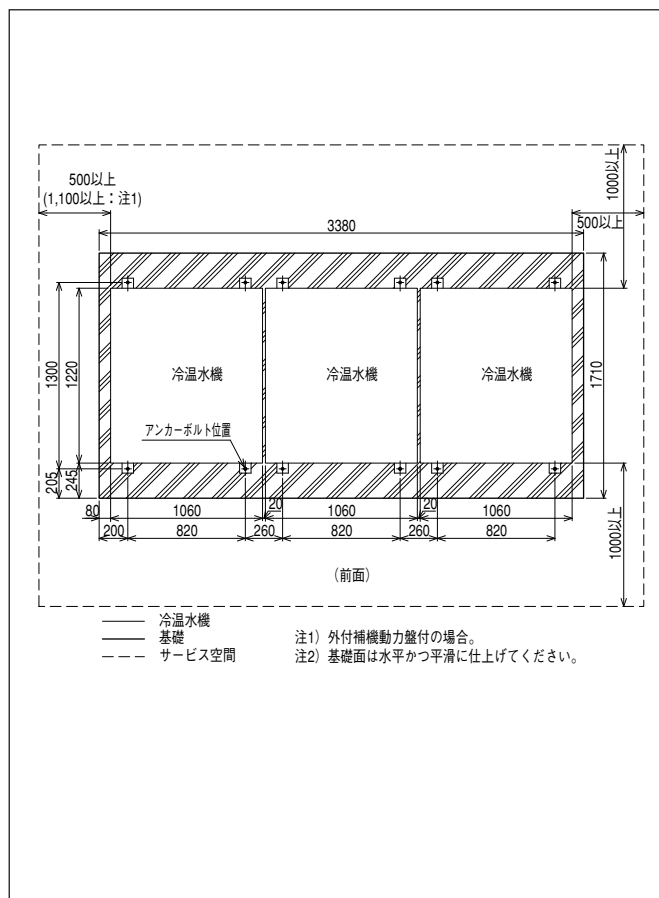 500以上
(1,100以上：注1)
1000以上
500以上
3380
冷温水機
冷温水機
冷温水機
1300
1220
1710
アンカーボルト位置
205
245
80
1060
20
1060
20
1060
200
820
260
820
260
820
1000以上
(前面)
冷温水機
基礎
サービス空間
注1) 外付補機動力盤付の場合。
注2) 基礎面は水平かつ平滑に仕上げてください。